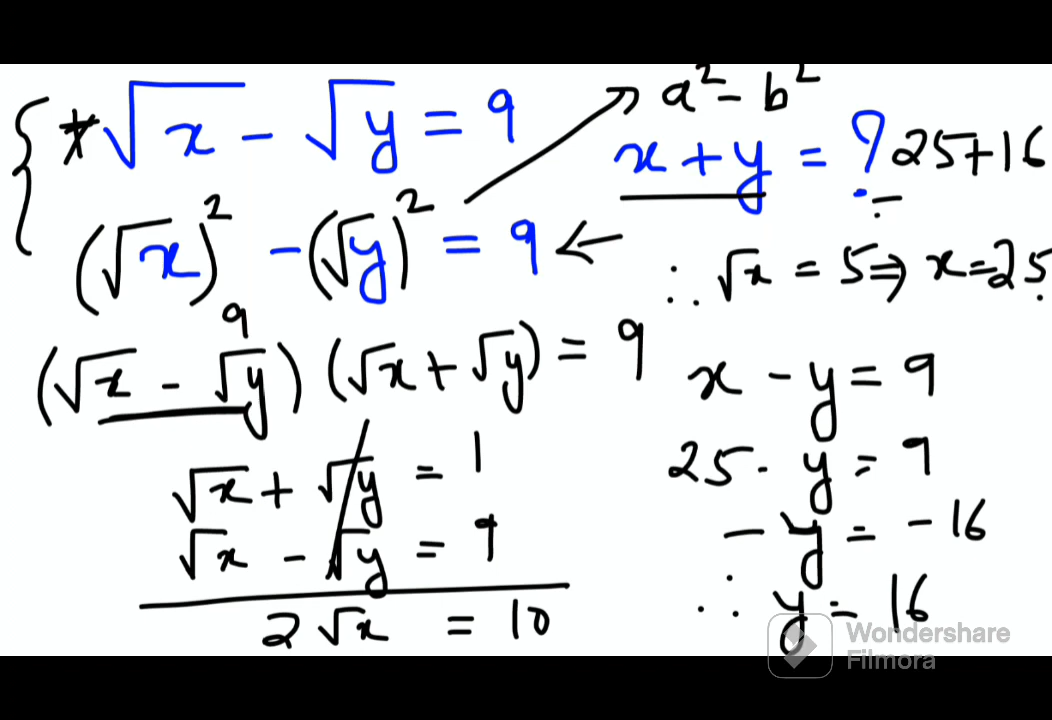 * √x - √y = 9
a² - b²
x + y = ? 25+16
(√x)² - (√y)² = 9 ←
∴ √x = 5 ⇒ x=25
9
(√x - √y) (√x + √y) = 9
x - y = 9
√x + √y = 1
25 - y = 9
√x - √y = 9
- y = - 16
2√x = 10
∴ y = 16
Wondershare
Filmora